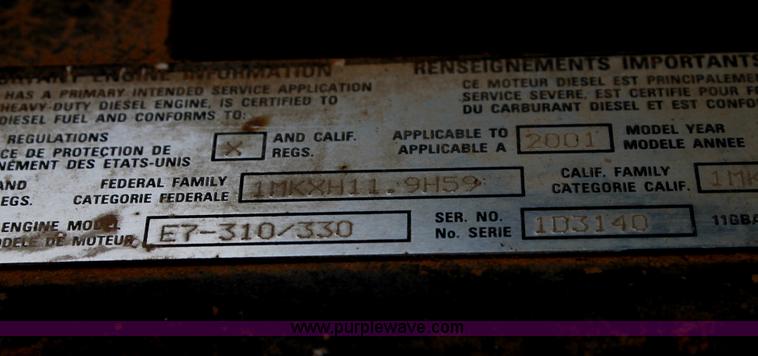 IMPORTANT ENGINE INFORMATION
HAS A PRIMARY INTENDED SERVICE APPLICATION
HEAVY-DUTY DIESEL ENGINE, IS CERTIFIED TO
DIESEL FUEL AND CONFORMS TO:
RENSEIGNEMENTS IMPORTANTS
CE MOTEUR DIESEL EST PRINCIPALEME
SERVICE SEVERE, EST CERTIFIE POUR F
DU CARBURANT DIESEL ET EST CONFO
REGULATIONS
CE DE PROTECTION DE
NEMENT DES ETATS-UNIS
X
AND CALIF.
REGS.
APPLICABLE TO
APPLICABLE A
2001
MODEL YEAR
MODELE ANNEE
AND
EGS.
FEDERAL FAMILY
CATEGORIE FEDERALE
1MKXH11.9H59
CALIF. FAMILY
CATEGORIE CALIF.
1MK
ENGINE MODEL
ODELE DE MOTEUR
E7-310/330
SER. NO.
No. SERIE
1D3140
11GBA
www.purplewave.com